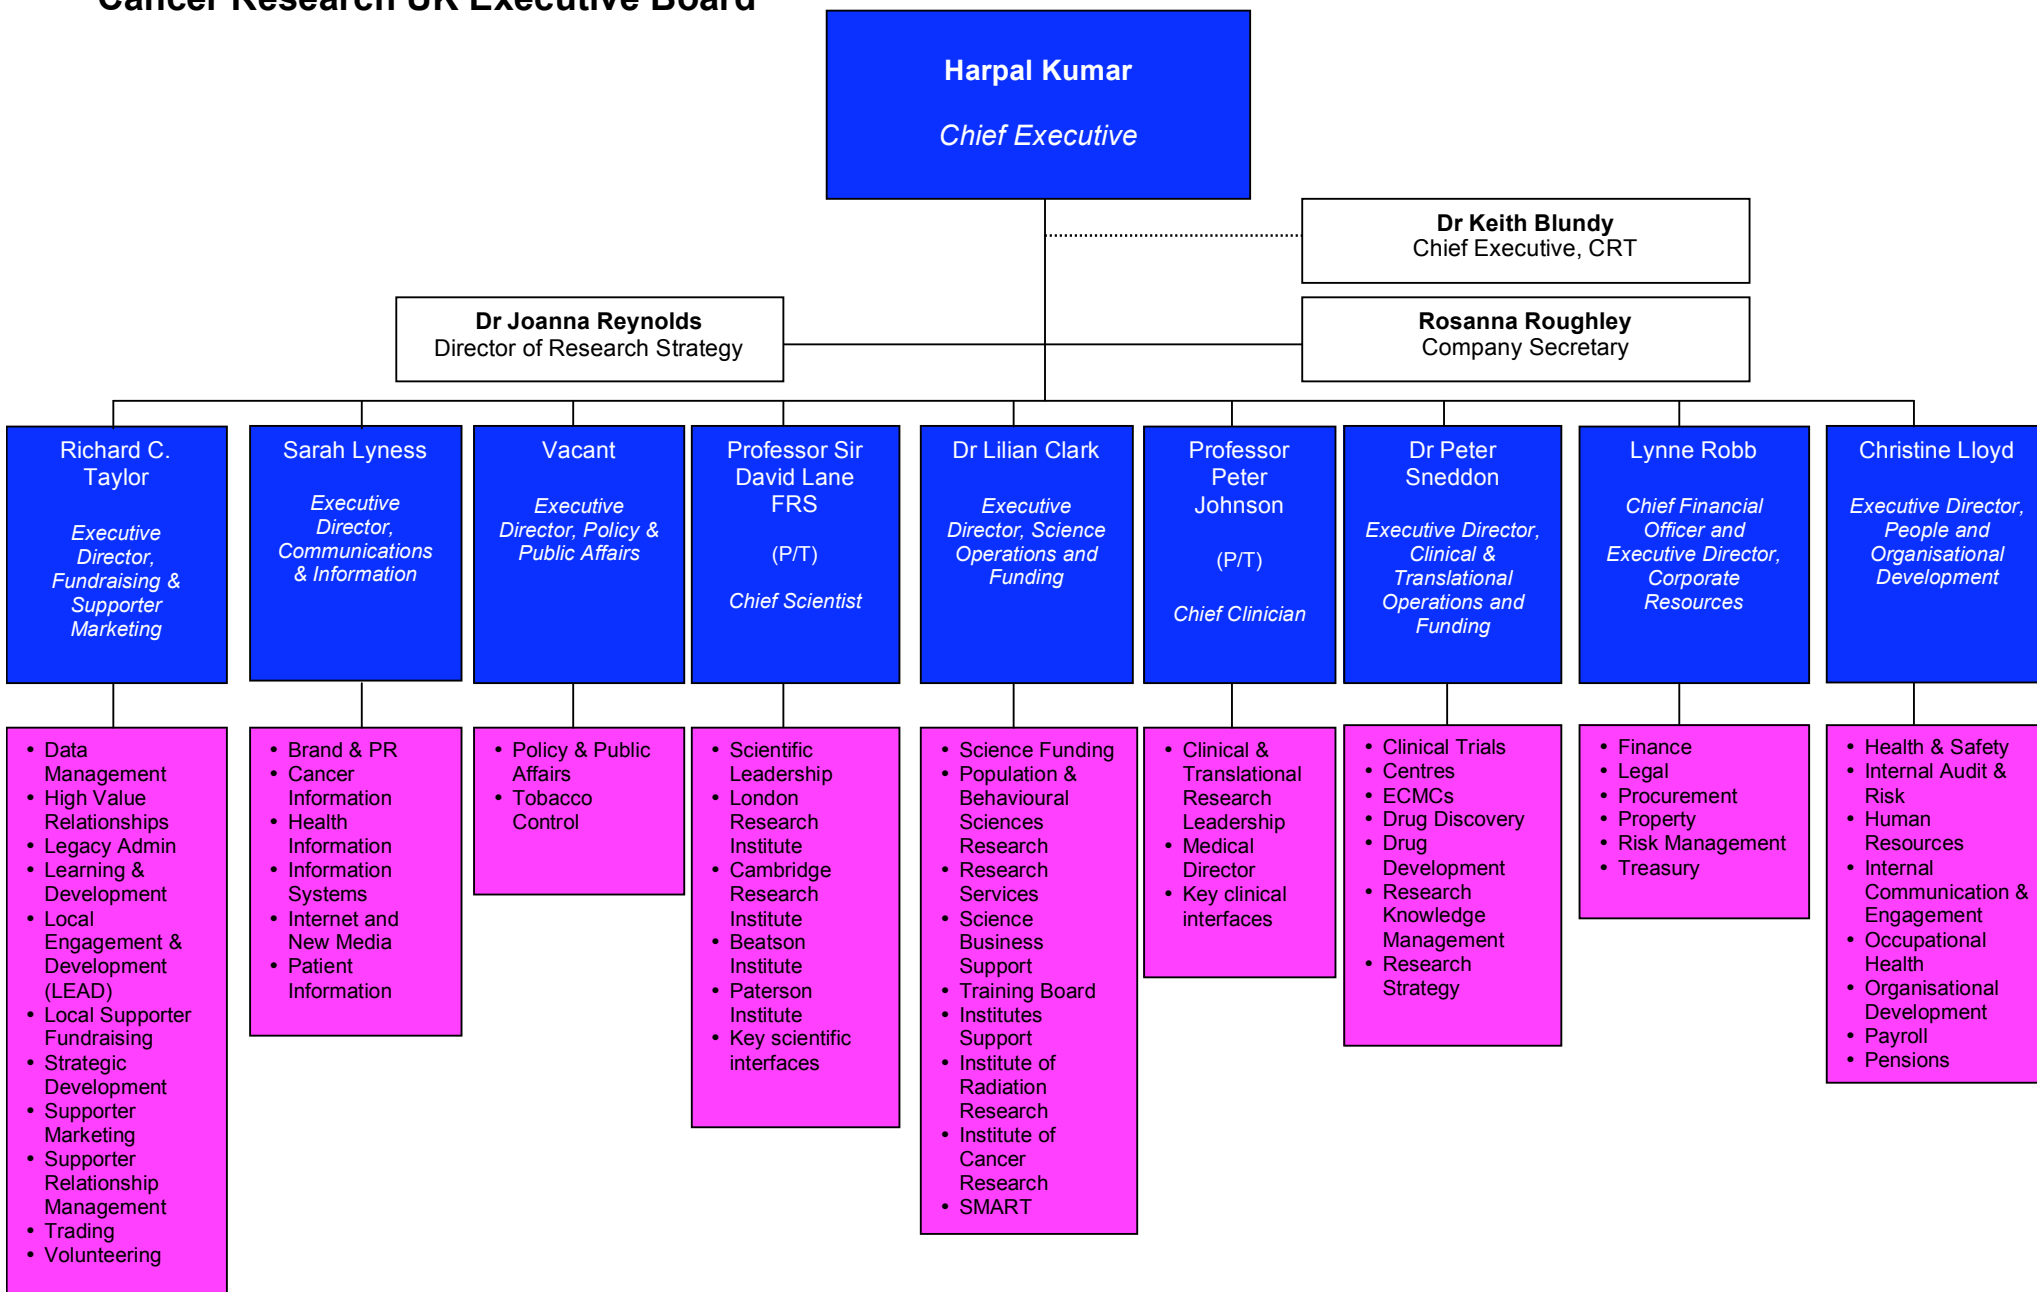 Cancer Research UK Executive Board
Harpal Kumar
Chief Executive
Dr Keith Blundy
Chief Executive, CRT
Dr Joanna Reynolds
Director of Research Strategy
Rosanna Roughley
Company Secretary
Richard C.
Taylor
Executive
Director,
Fundraising &
Supporter
Marketing
Sarah Lyness
Executive
Director,
Communications
& Information
Vacant
Executive
Director, Policy &
Public Affairs
Professor Sir
David Lane
FRS
(P/T)
Chief Scientist
Dr Lilian Clark
Executive
Director, Science
Operations and
Funding
Professor
Peter
Johnson
(P/T)
Chief Clinician
Dr Peter
Sneddon
Executive Director,
Clinical &
Translational
Operations and
Funding
Lynne Robb
Chief Financial
Officer and
Executive Director,
Corporate
Resources
Christine Lloyd
Executive Director,
People and
Organisational
Development
• Data
Management
• High Value
Relationships
• Legacy Admin
• Learning &
Development
• Local
Engagement &
Development
(LEAD)
• Local Supporter
Fundraising
• Strategic
Development
• Supporter
Marketing
• Supporter
Relationship
Management
• Trading
• Volunteering
• Brand & PR
• Cancer
Information
• Health
Information
• Information
Systems
• Internet and
New Media
• Patient
Information
• Policy & Public
Affairs
• Tobacco
Control
• Scientific
Leadership
• London
Research
Institute
• Cambridge
Research
Institute
• Beatson
Institute
• Paterson
Institute
• Key scientific
interfaces
• Science Funding
• Population &
Behavioural
Sciences
Research
• Research
Services
• Science
Business
Support
• Training Board
• Institutes
Support
• Institute of
Radiation
Research
• Institute of
Cancer
Research
• SMART
• Clinical &
Translational
Research
Leadership
• Medical
Director
• Key clinical
interfaces
• Clinical Trials
• Centres
• ECMCs
• Drug Discovery
• Drug
Development
• Research
Knowledge
Management
• Research
Strategy
• Finance
• Legal
• Procurement
• Property
• Risk Management
• Treasury
• Health & Safety
• Internal Audit &
Risk
• Human
Resources
• Internal
Communication &
Engagement
• Occupational
Health
• Organisational
Development
• Payroll
• Pensions